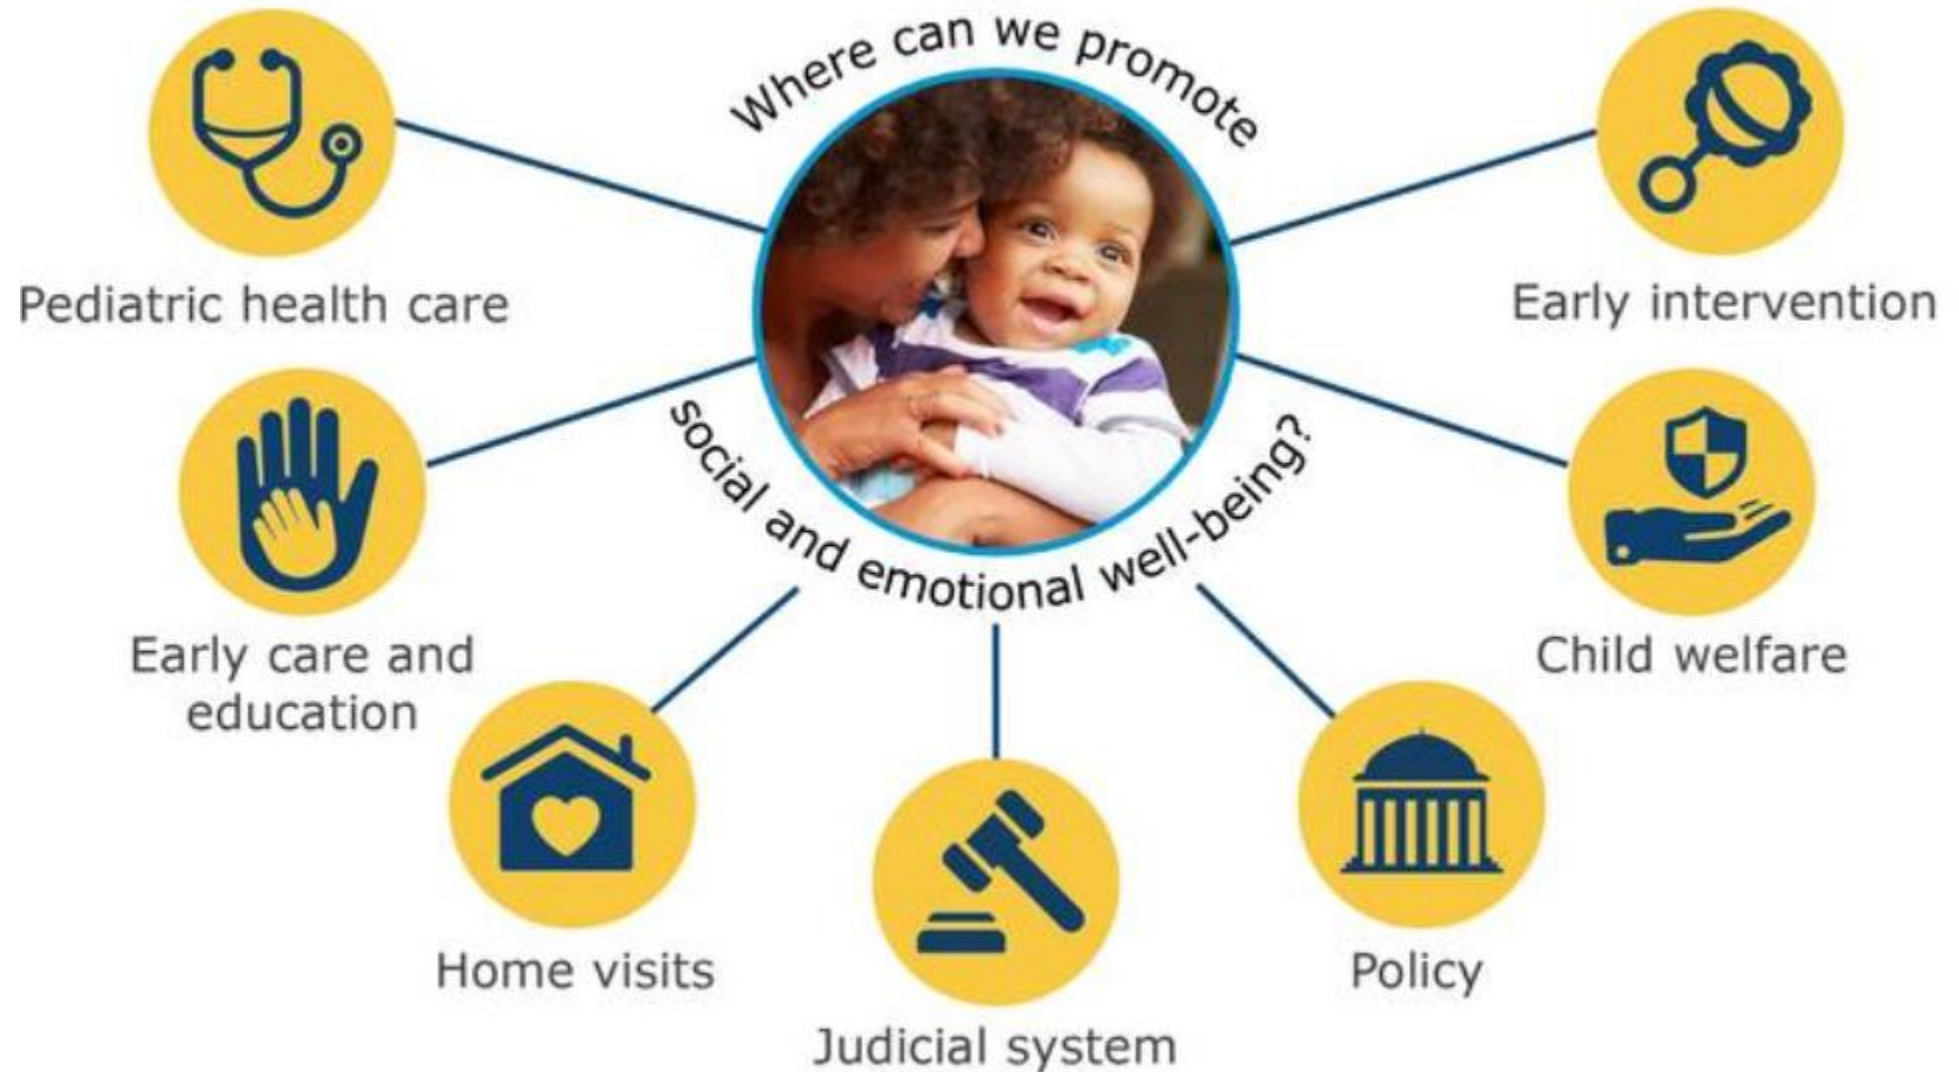 Where can we promote
social and emotional well-being?
Pediatric health care
Early care and
education
Home visits
Judicial system
Policy
Child welfare
Early intervention